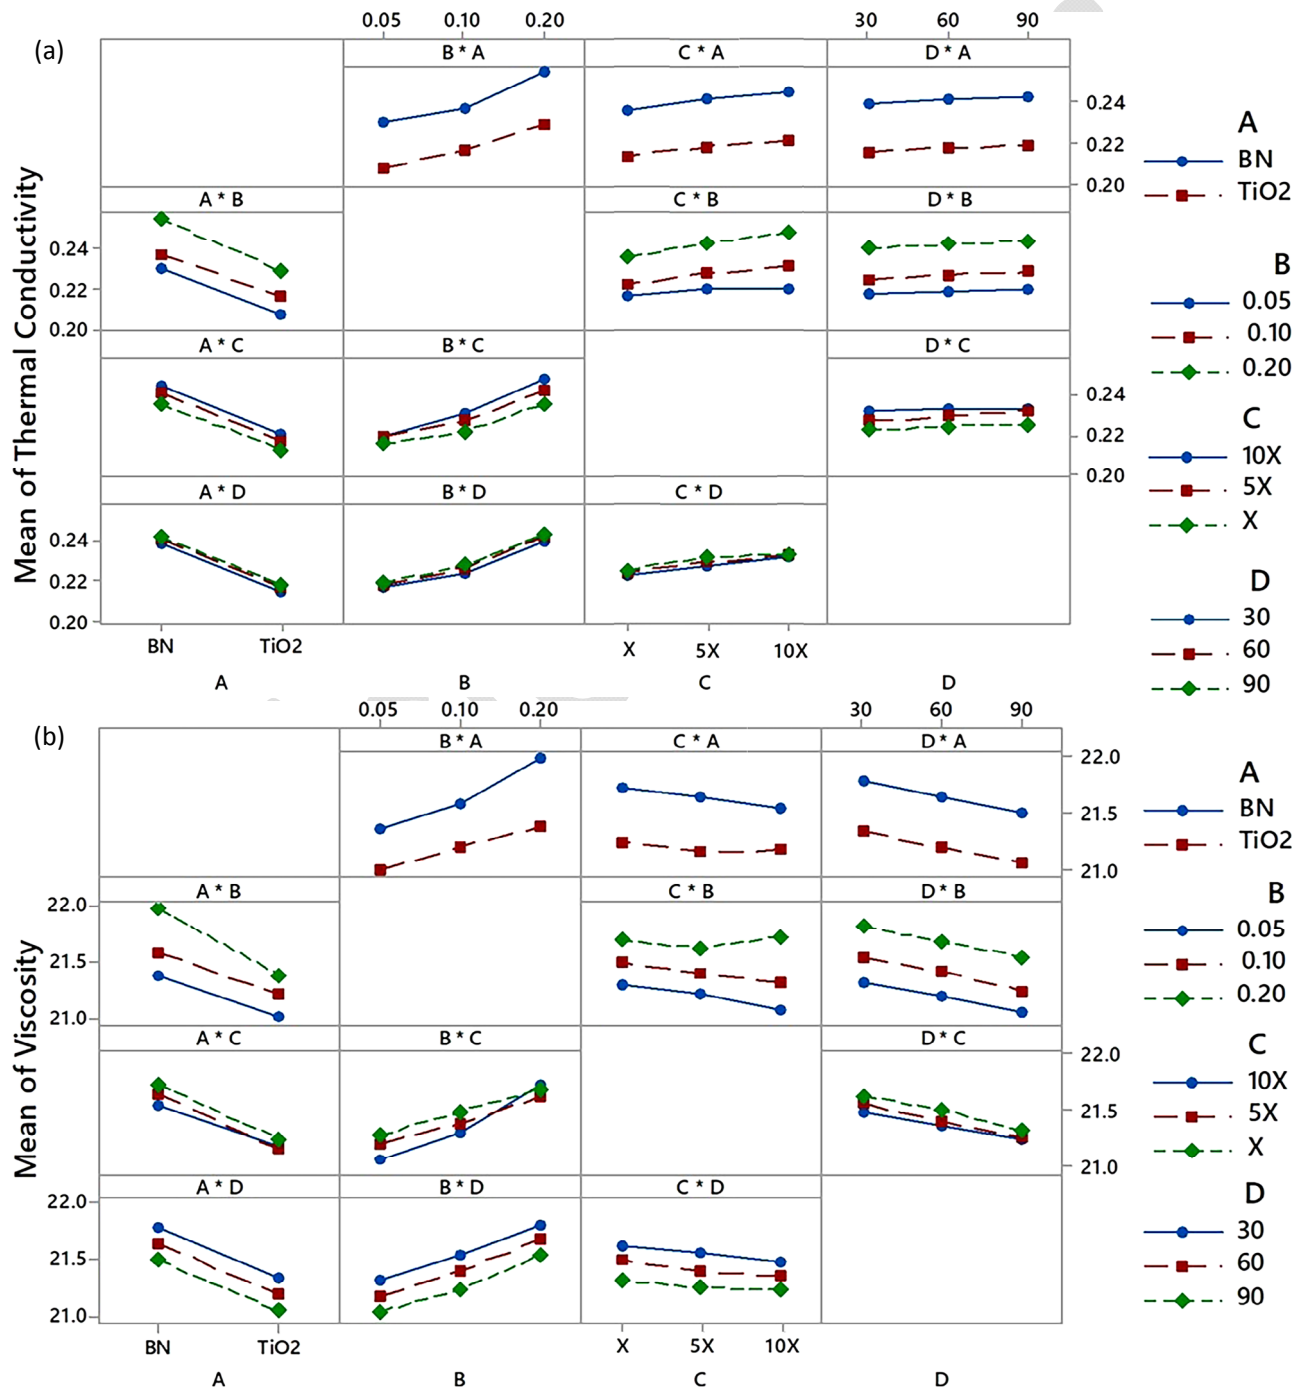 0.05 0.10 0.20 30 60 90
(a)
B * A C * A D * A
0.24
0.22
0.20
A
BN
TiO2
Mean of Thermal Conductivity
A * B C * B D * B
0.24
0.22
0.20
B
0.05
0.10
0.20
A * C B * C D * C
0.24
0.22
0.20
C
10X
5X
X
A * D B * D C * D
0.24
0.22
0.20
D
30
60
90
BN TiO2 X 5X 10X
A B C D
0.05 0.10 0.20 30 60 90
(b)
B * A C * A D * A
22.0
21.5
21.0
A
BN
TiO2
Mean of Viscosity
A * B C * B D * B
22.0
21.5
21.0
B
0.05
0.10
0.20
A * C B * C D * C
22.0
21.5
21.0
C
10X
5X
X
A * D B * D C * D
22.0
21.5
21.0
D
30
60
90
BN TiO2 X 5X 10X
A B C D